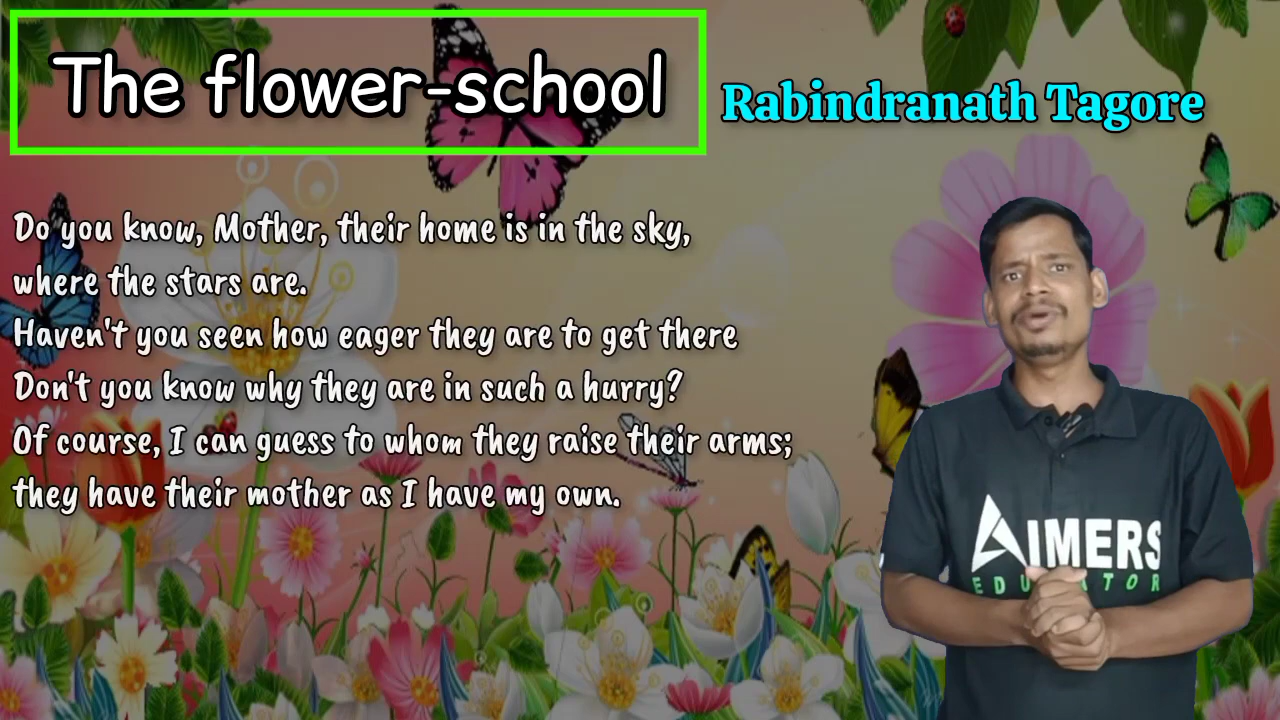 The flower-school
Rabindranath Tagore
Do you know, Mother, their home is in the sky,
where the stars are.
Haven't you seen how eager they are to get there
Don't you know why they are in such a hurry?
Of course, I can guess to whom they raise their arms;
they have their mother as I have my own.
AIMERS